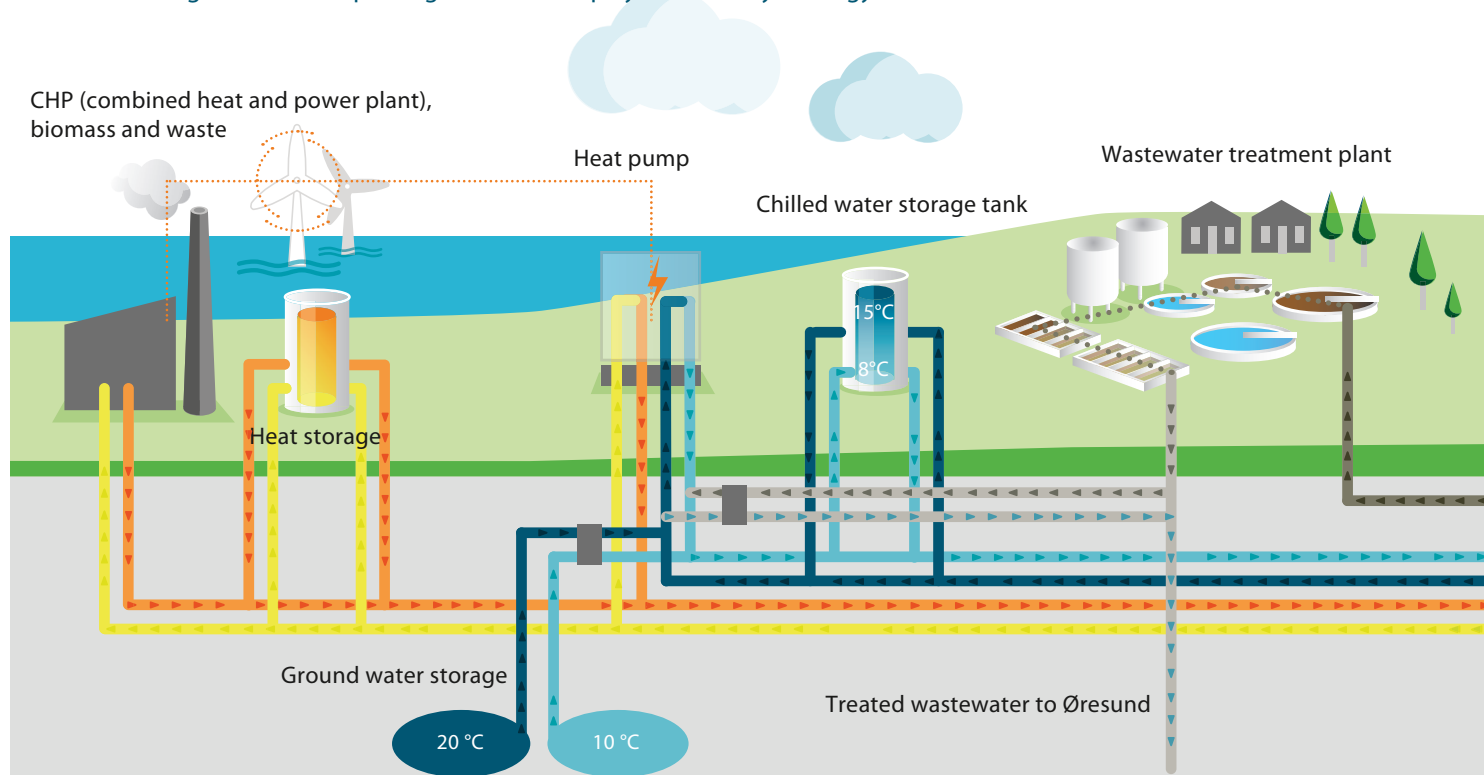 CHP (combined heat and power plant),
biomass and waste
Heat pump
Wastewater treatment plant
Chilled water storage tank
15°C
8°C
Heat storage
Ground water storage
Treated wastewater to Øresund
20 °C
10 °C